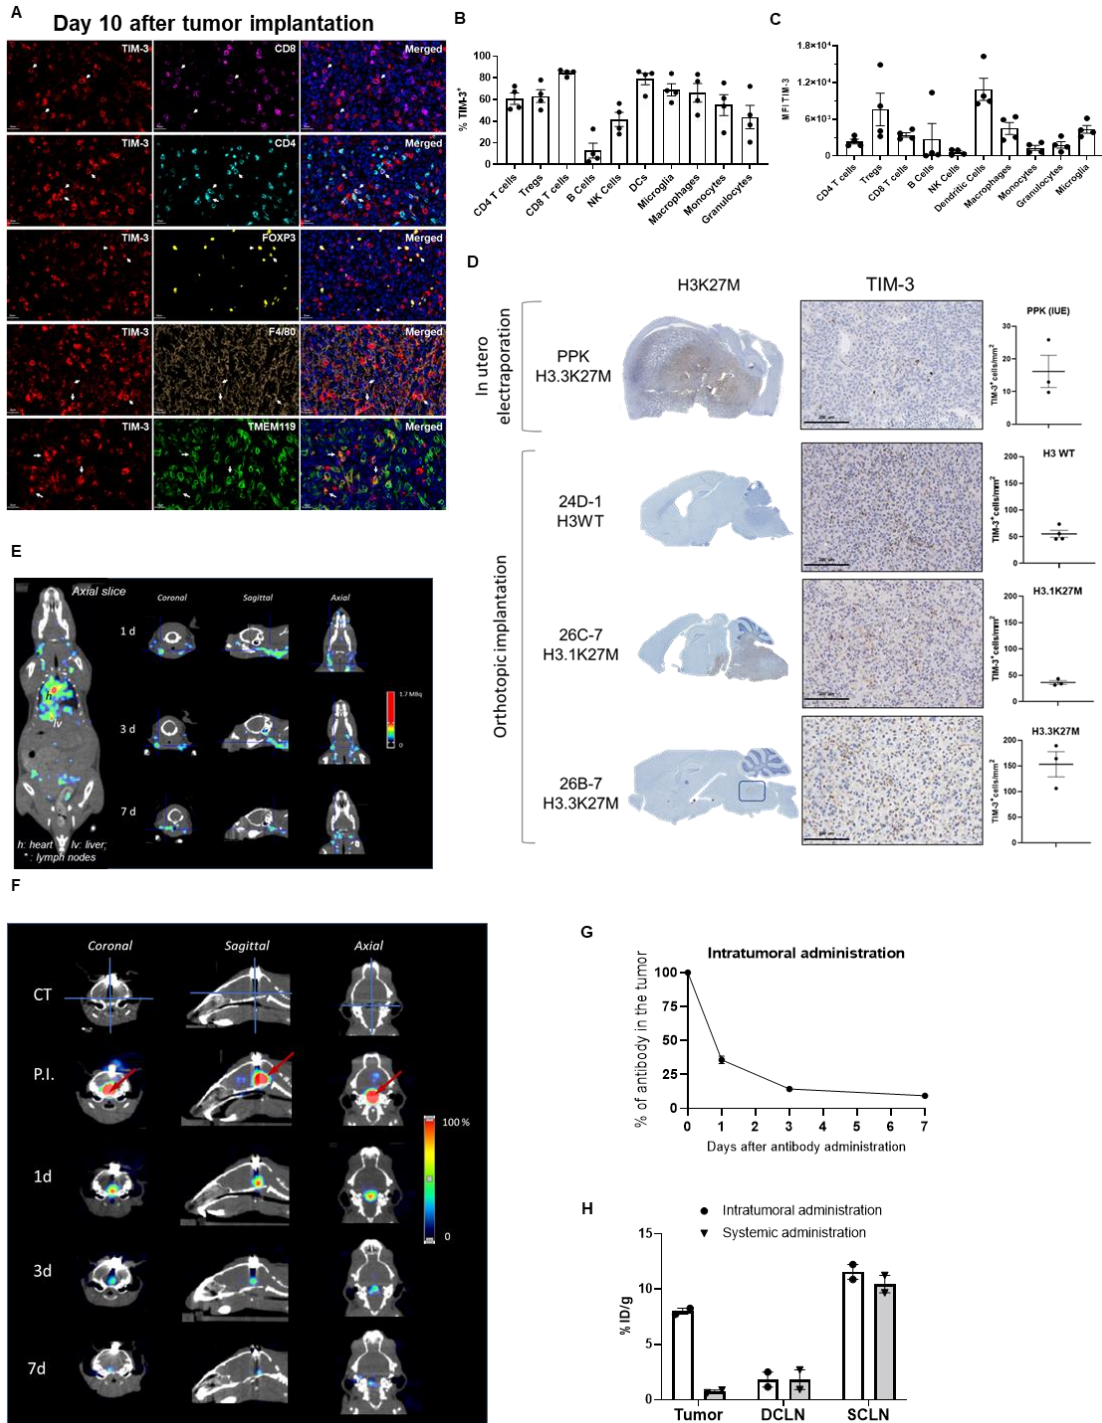 A
Day 10 after tumor implantation
TIM-3
CD8
Merged
TIM-3
CD4
Merged
TIM-3
FOXP3
Merged
TIM-3
F4/80
Merged
TIM-3
TMEM119
Merged
B
% TIM-3+
100
80
60
40
20
0
CD4 T cells
Tregs
CD8 T cells
B Cells
NK Cells
DCs
Microglia
Macrophages
Monocytes
Granulocytes
C
MFI TIM-3
1.8×10⁴
1.2×10⁴
6×10³
0
CD4 T cells
Tregs
CD8 T cells
B Cells
NK Cells
Dendritic Cells
Macrophages
Monocytes
Granulocytes
Microglia
D
H3K27M
TIM-3
In utero
electraporation
PPK
H3.3K27M
PPK (IUE)
TIM-3+cells/mm²
30
20
10
0
Orthotopic implantation
24D-1
H3WT
H3 WT
TIM-3+cells/mm²
200
150
100
50
0
26C-7
H3.1K27M
H3.1K27M
TIM-3+cells/mm²
200
150
100
50
0
26B-7
H3.3K27M
H3.3K27M
TIM-3+cells/mm²
200
150
100
50
0
E
Axial slice
Coronal
Sagittal
Axial
1 d
3 d
7 d
1.7 MBq
0
h
lv
h: heart
lv: liver;
* : lymph nodes
F
Coronal
Sagittal
Axial
CT
P.I.
1d
3d
7d
100 %
0
G
Intratumoral administration
% of antibody in the tumor
100
75
50
25
0
0 1 2 3 4 5 6 7
Days after antibody administration
H
Intratumoral administration
Systemic administration
%ID/g
15
10
5
0
Tumor
DCLN
SCLN